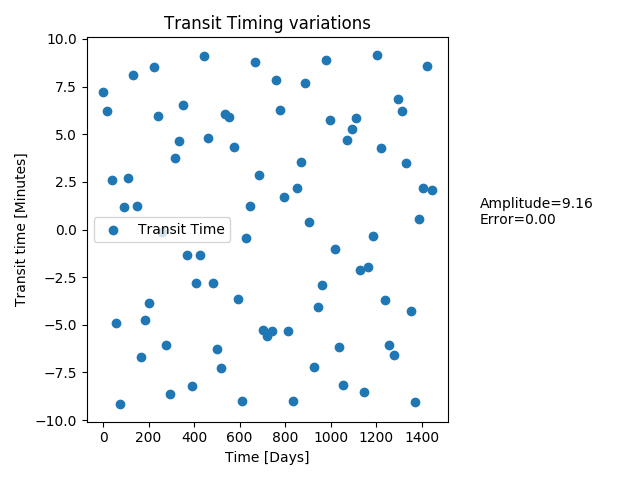 Transit Timing variations
Transit time [Minutes]
10.0
7.5
5.0
2.5
0.0
−2.5
−5.0
−7.5
−10.0
Transit Time
0
200
400
600
800
1000
1200
1400
Time [Days]
Amplitude=9.16
Error=0.00